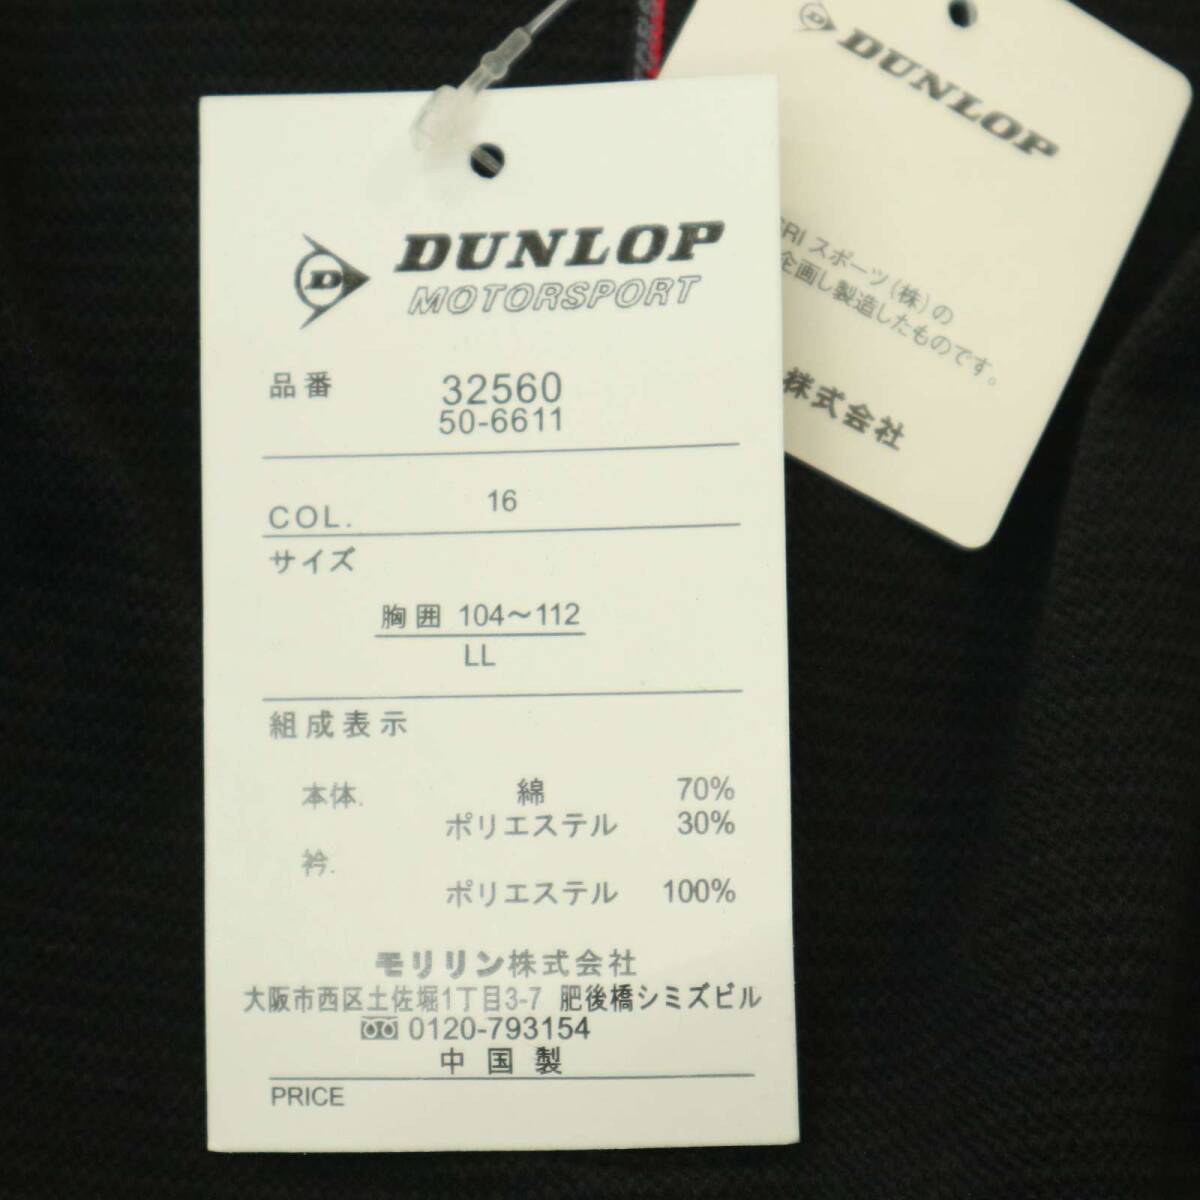 DUNLOP
MOTORSPORT
品番 32560
50-6611
COL. 16
サイズ
胸囲 104～112
LL
組成表示
本体. 綿 70%
ポリエステル 30%
衿.
ポリエステル 100%
モリリン株式会社
大阪市西区土佐堀1丁目3-7 肥後橋シミズビル
0120-793154
中国製
PRICE
DUNLOP
SRI スポーツ(株)の
企画し製造したものです。
株式会社